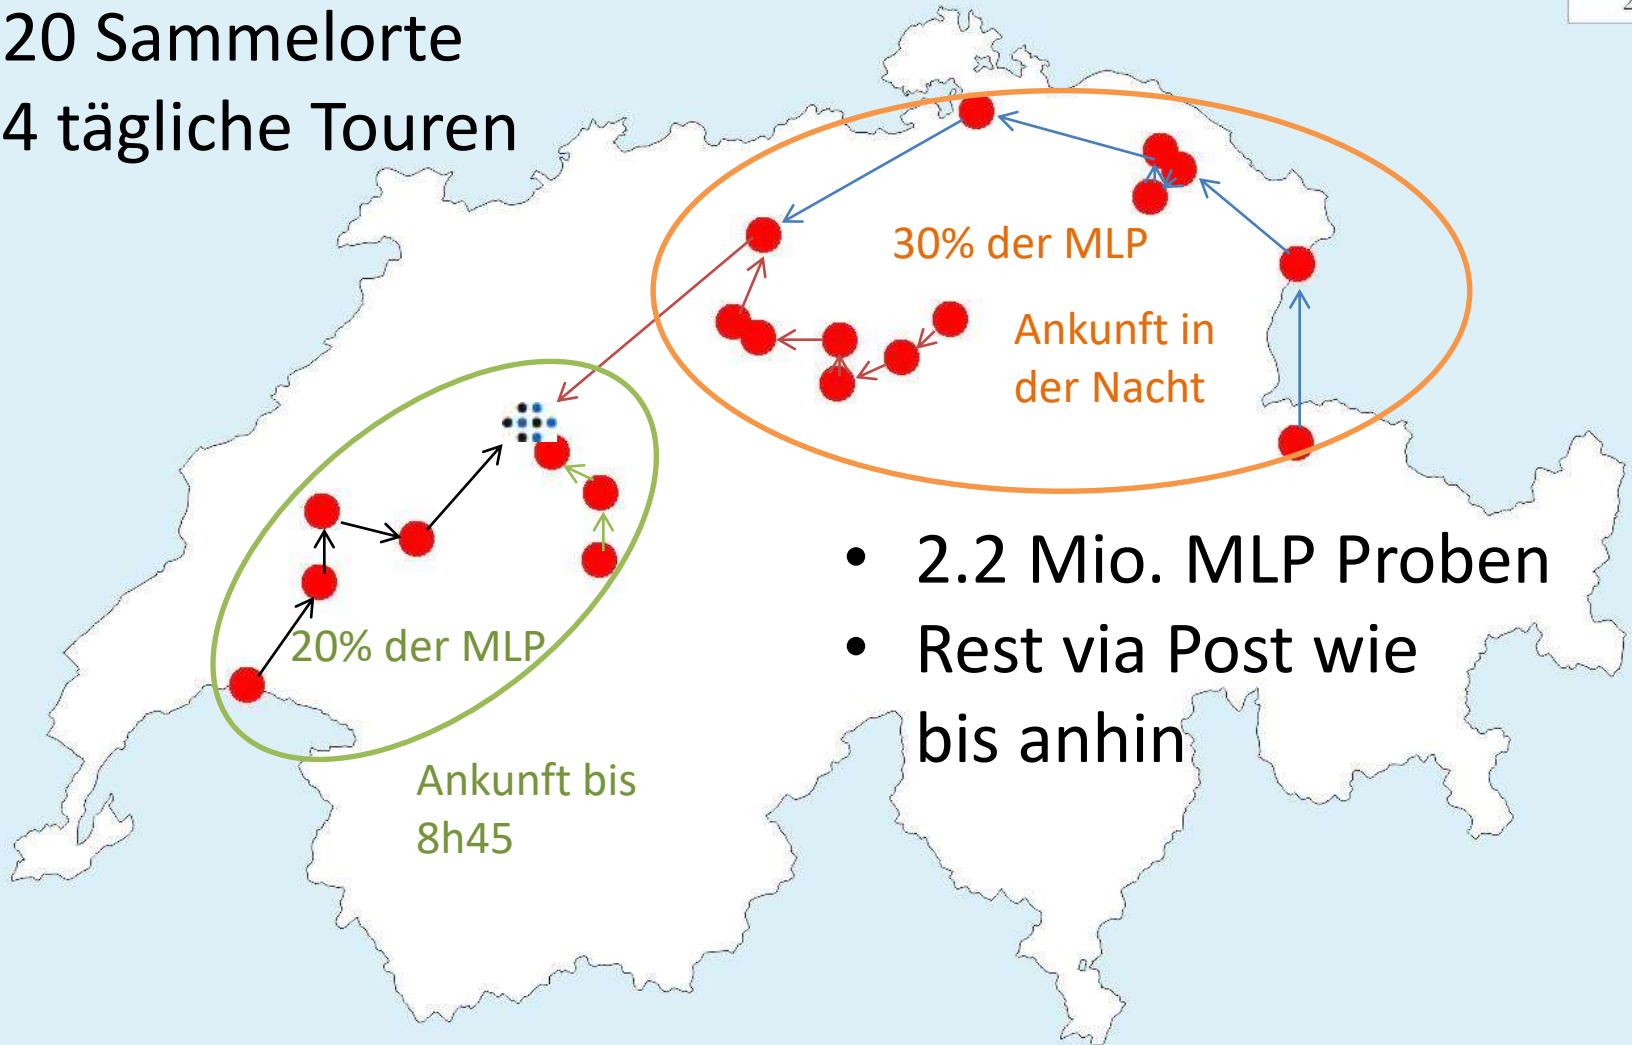 20 Sammelorte
4 tägliche Touren
30% der MLP
Ankunft in
der Nacht
20% der MLP
Ankunft bis
8h45
• 2.2 Mio. MLP Proben
• Rest via Post wie
bis anhin